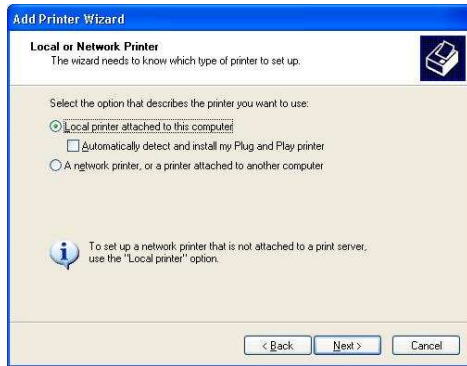 Add Printer Wizard
Local or Network Printer
The wizard needs to know which type of printer to set up.
Select the option that describes the printer you want to use:
Local printer attached to this computer
Automatically detect and install my Plug and Play printer
A network printer, or a printer attached to another computer
To set up a network printer that is not attached to a print server,
use the "Local printer" option.
< Back Next > Cancel